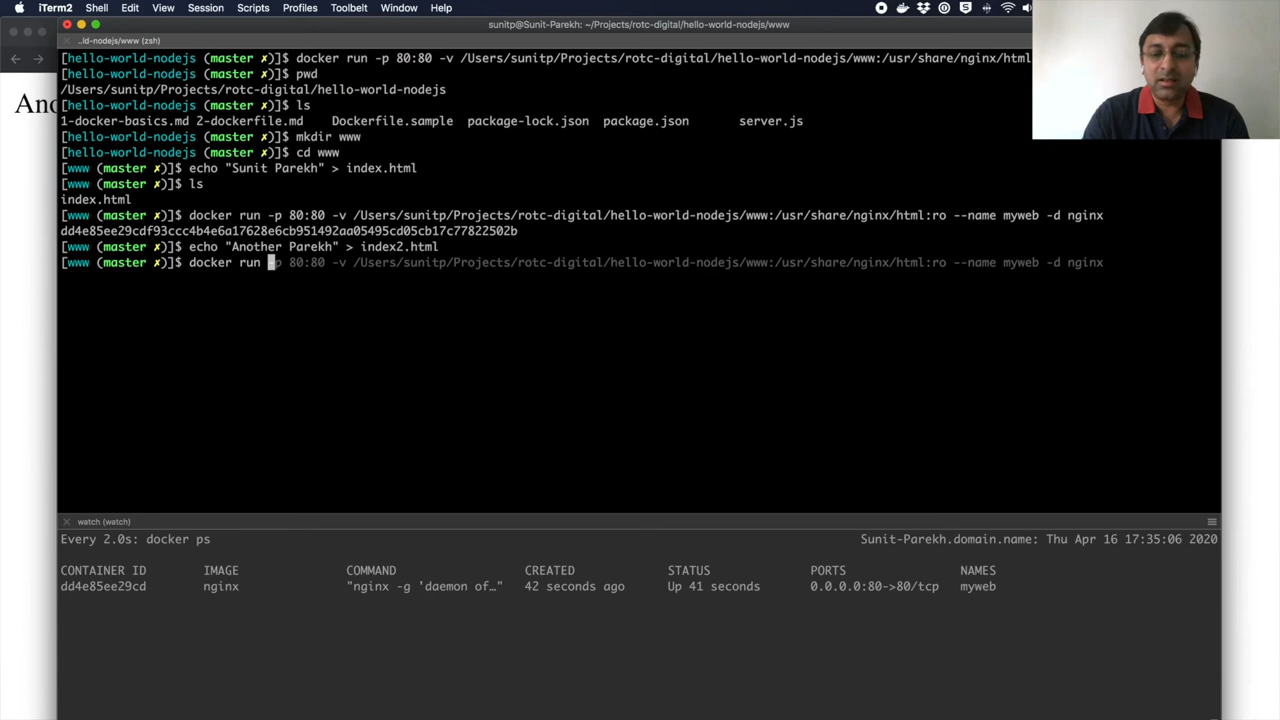 iTerm2 Shell Edit View Session Scripts Profiles Toolbelt Window Help
sunitp@Sunit-Parekh: ~/Projects/rotc-digital/hello-world-nodejs/www
..ld-nodejs/www (zsh)
Ano
[hello-world-nodejs (master ✗)]$ docker run -p 80:80 -v /Users/sunitp/Projects/rotc-digital/hello-world-nodejs/www:/usr/share/nginx/html
[hello-world-nodejs (master ✗)]$ pwd
/Users/sunitp/Projects/rotc-digital/hello-world-nodejs
[hello-world-nodejs (master ✗)]$ ls
1-docker-basics.md 2-dockerfile.md Dockerfile.sample package-lock.json package.json server.js
[hello-world-nodejs (master ✗)]$ mkdir www
[hello-world-nodejs (master ✗)]$ cd www
[www (master ✗)]$ echo "Sunit Parekh" > index.html
[www (master ✗)]$ ls
index.html
[www (master ✗)]$ docker run -p 80:80 -v /Users/sunitp/Projects/rotc-digital/hello-world-nodejs/www:/usr/share/nginx/html:ro --name myweb -d nginx
dd4e85ee29cdf93ccc4b4e6a17628e6cb951492aa05495cd05cb17c77822502b
[www (master ✗)]$ echo "Another Parekh" > index2.html
[www (master ✗)]$ docker run -p 80:80 -v /Users/sunitp/Projects/rotc-digital/hello-world-nodejs/www:/usr/share/nginx/html:ro --name myweb -d nginx
watch (watch)
Every 2.0s: docker ps Sunit-Parekh.domain.name: Thu Apr 16 17:35:06 2020
CONTAINER ID IMAGE COMMAND CREATED STATUS PORTS NAMES
dd4e85ee29cd nginx "nginx -g 'daemon of…" 42 seconds ago Up 41 seconds 0.0.0.0:80->80/tcp myweb